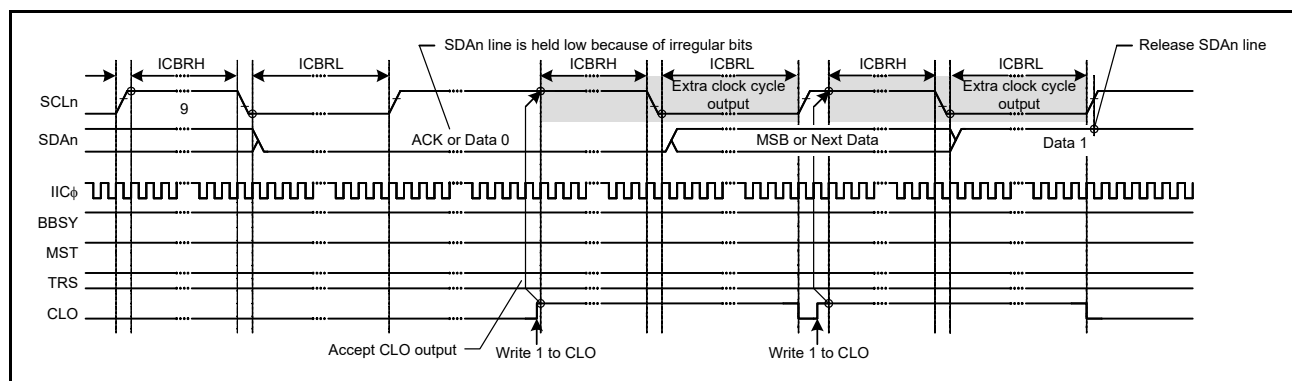 SDAn line is held low because of irregular bits
Release SDAn line
ICBRH
ICBRL
ICBRH
ICBRL
ICBRH
ICBRL
SCLn
9
Extra clock cycle
output
Extra clock cycle
output
SDAn
ACK or Data 0
MSB or Next Data
Data 1
IICϕ
BBSY
MST
TRS
CLO
Accept CLO output
Write 1 to CLO
Write 1 to CLO